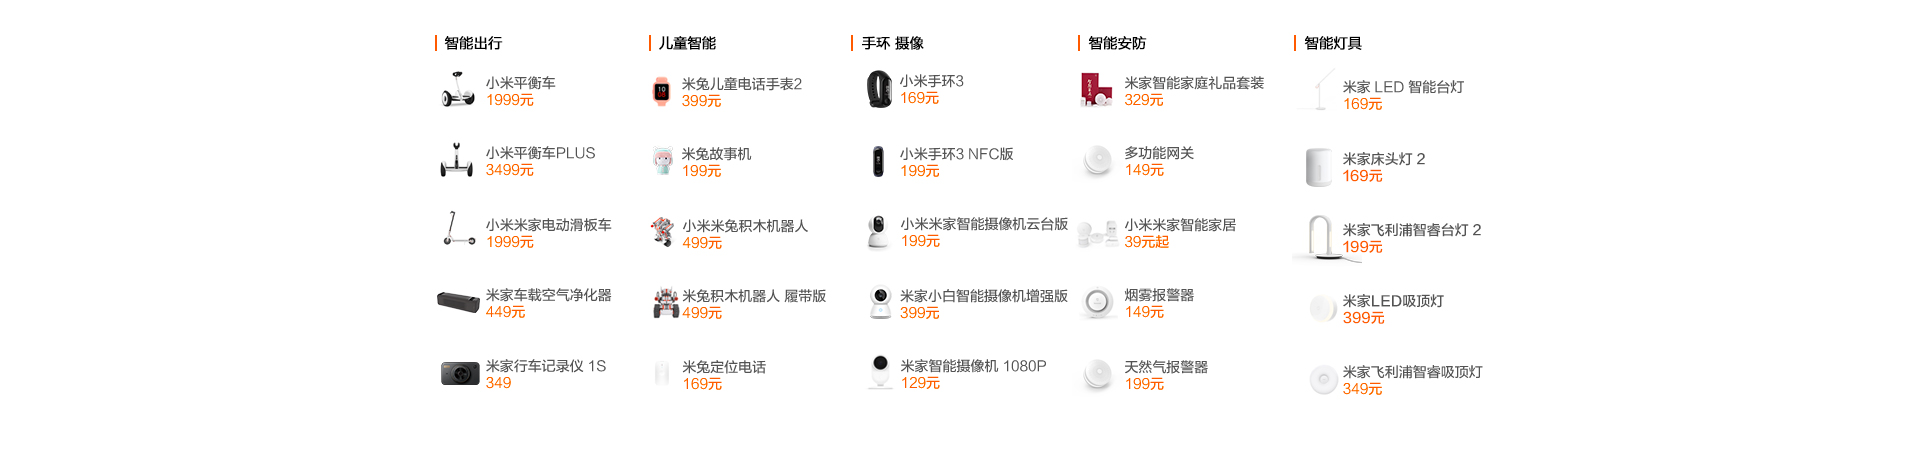 智能出行
小米平衡车
1999元
小米平衡车PLUS
3499元
小米米家电动滑板车
1999元
米家车载空气净化器
449元
米家行车记录仪 1S
349
儿童智能
米兔儿童电话手表2
399元
米兔故事机
199元
小米米兔积木机器人
499元
米兔积木机器人 履带版
499元
米兔定位电话
169元
手环 摄像
小米手环3
169元
小米手环3 NFC版
199元
小米米家智能摄像机云台版
199元
米家小白智能摄像机增强版
399元
米家智能摄像机 1080P
129元
智能安防
米家智能家庭礼品套装
329元
多功能网关
149元
小米米家智能家居
39元起
烟雾报警器
149元
天然气报警器
199元
智能灯具
米家 LED 智能台灯
169元
米家床头灯 2
169元
米家飞利浦智睿台灯 2
199元
米家LED吸顶灯
399元
米家飞利浦智睿吸顶灯
349元